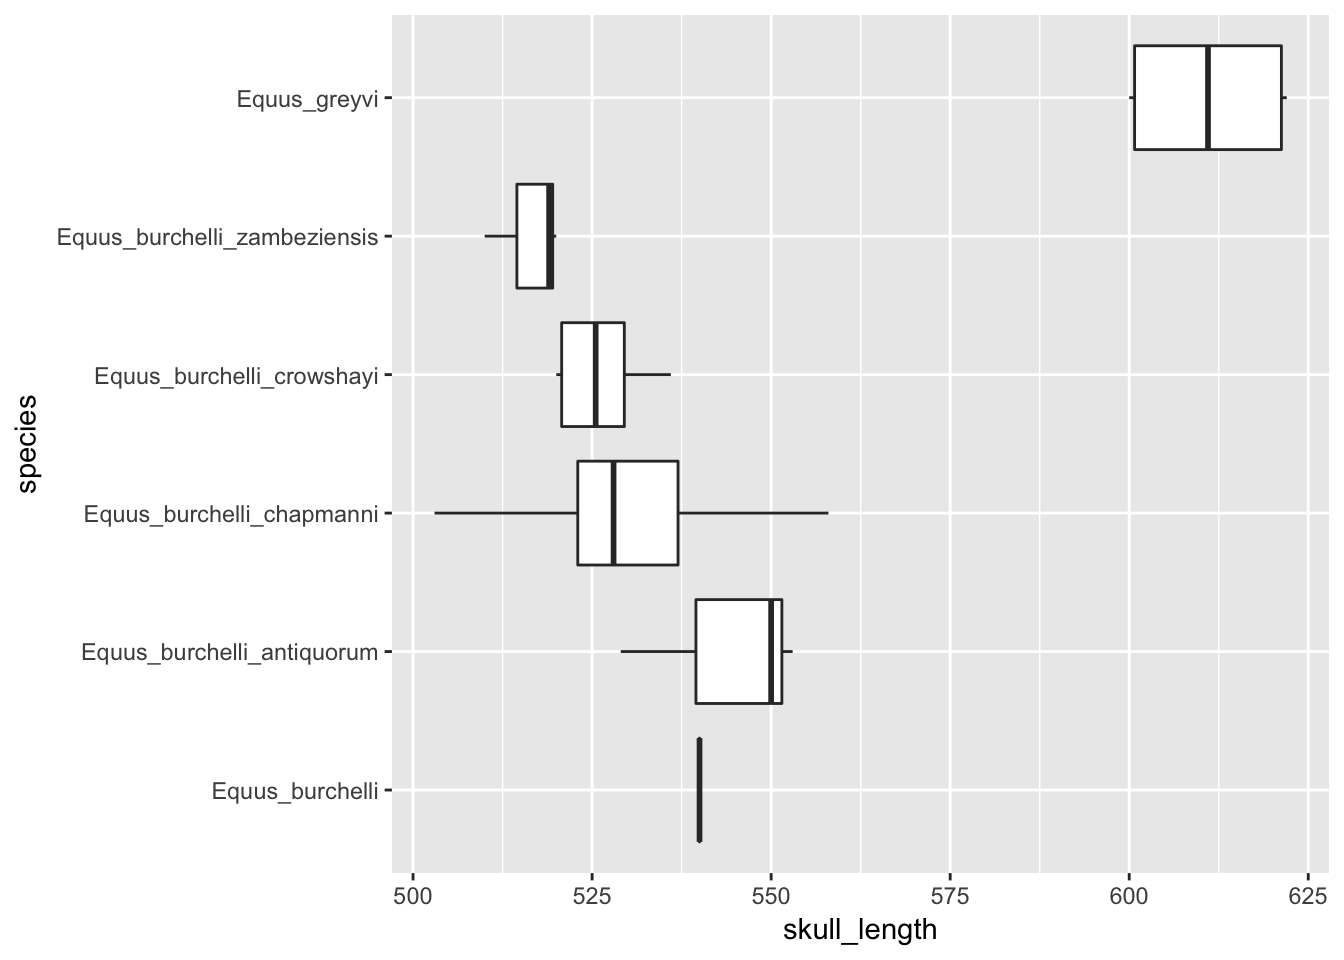 Equus_greyvi
Equus_burchelli_zambeziensis
Equus_burchelli_crowshayi
Equus_burchelli_chapmanni
Equus_burchelli_antiquorum
Equus_burchelli
species
500 525 550 575 600 625
skull_length